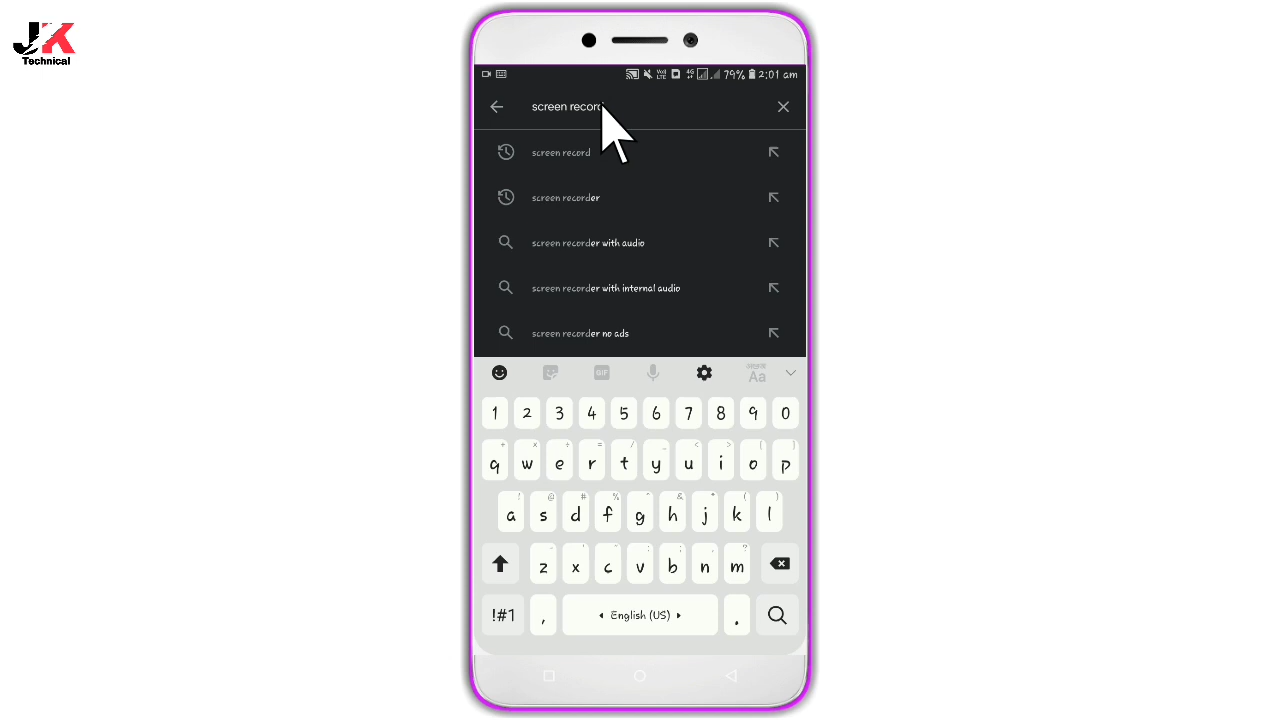 JK
Technical
4G 79% 2:01 am
screen record
screen record
screen recorder
screen recorder with audio
screen recorder with internal audio
screen recorder no ads
GIF Aa
1 2 3 4 5 6 7 8 9 0
+ × ÷ = / _ < > [ ]
q w e r t y u i o p
! @ # % ^ & * ( )
a s d f g h j k l
- ' " : ; , ?
z x c v b n m
!#1 , English (US) .